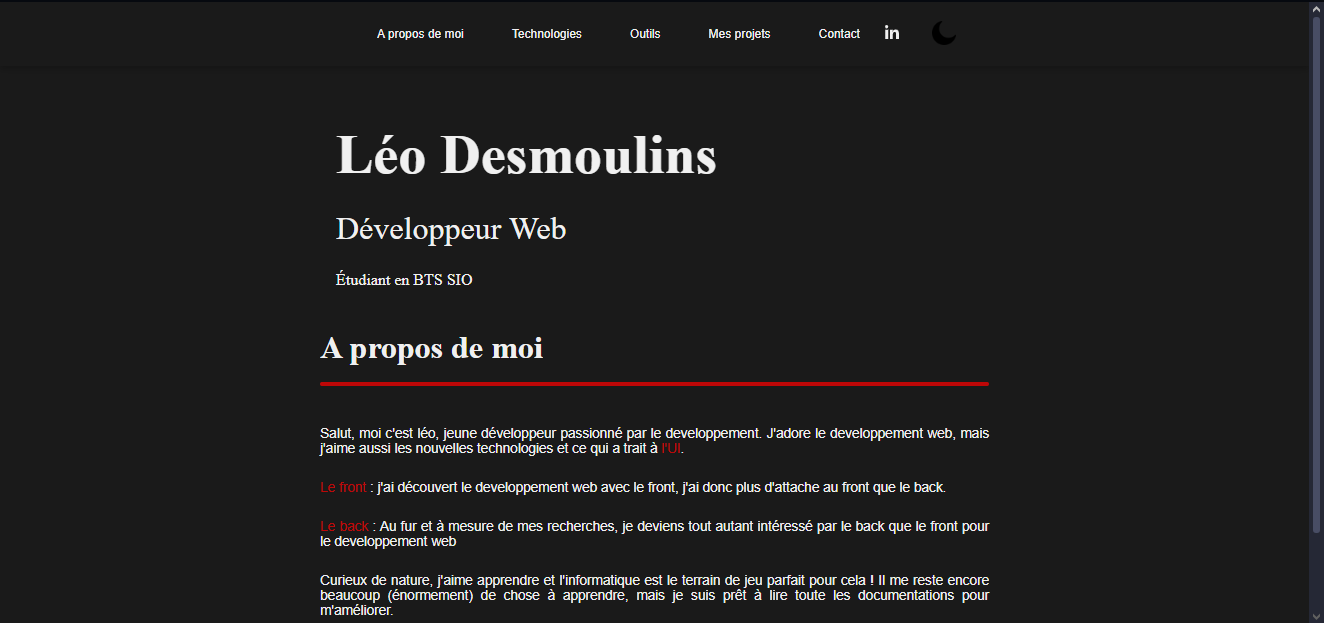 A propos de moi Technologies Outils Mes projets Contact in
Léo Desmoulins
Développeur Web
Étudiant en BTS SIO
A propos de moi
Salut, moi c'est léo, jeune développeur passionné par le developpement. J'adore le developpement web, mais
j'aime aussi les nouvelles technologies et ce qui a trait à l'UI.
Le front : j'ai découvert le developpement web avec le front, j'ai donc plus d'attache au front que le back.
Le back : Au fur et à mesure de mes recherches, je deviens tout autant intéressé par le back que le front pour
le developpement web
Curieux de nature, j'aime apprendre et l'informatique est le terrain de jeu parfait pour cela ! Il me reste encore
beaucoup (énormement) de chose à apprendre, mais je suis prêt à lire toute les documentations pour
m'améliorer.